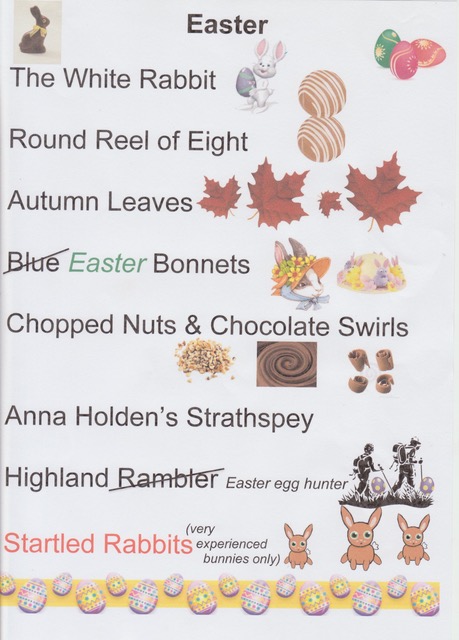 Easter
The White Rabbit
Round Reel of Eight
Autumn Leaves
Blue Easter Bonnets
Chopped Nuts & Chocolate Swirls
Anna Holden's Strathspey
Highland Rambler Easter egg hunter
Startled Rabbits (very
experienced
bunnies only)